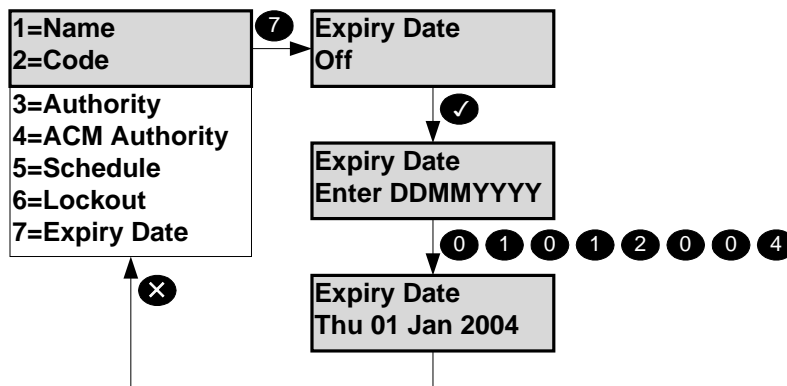 1=Name
2=Code
3=Authority
4=ACM Authority
5=Schedule
6=Lockout
7=Expiry Date
7
Expiry Date
Off
✓
Expiry Date
Enter DDMMYYYY
0 1 0 1 2 0 0 4
Expiry Date
Thu 01 Jan 2004
✕